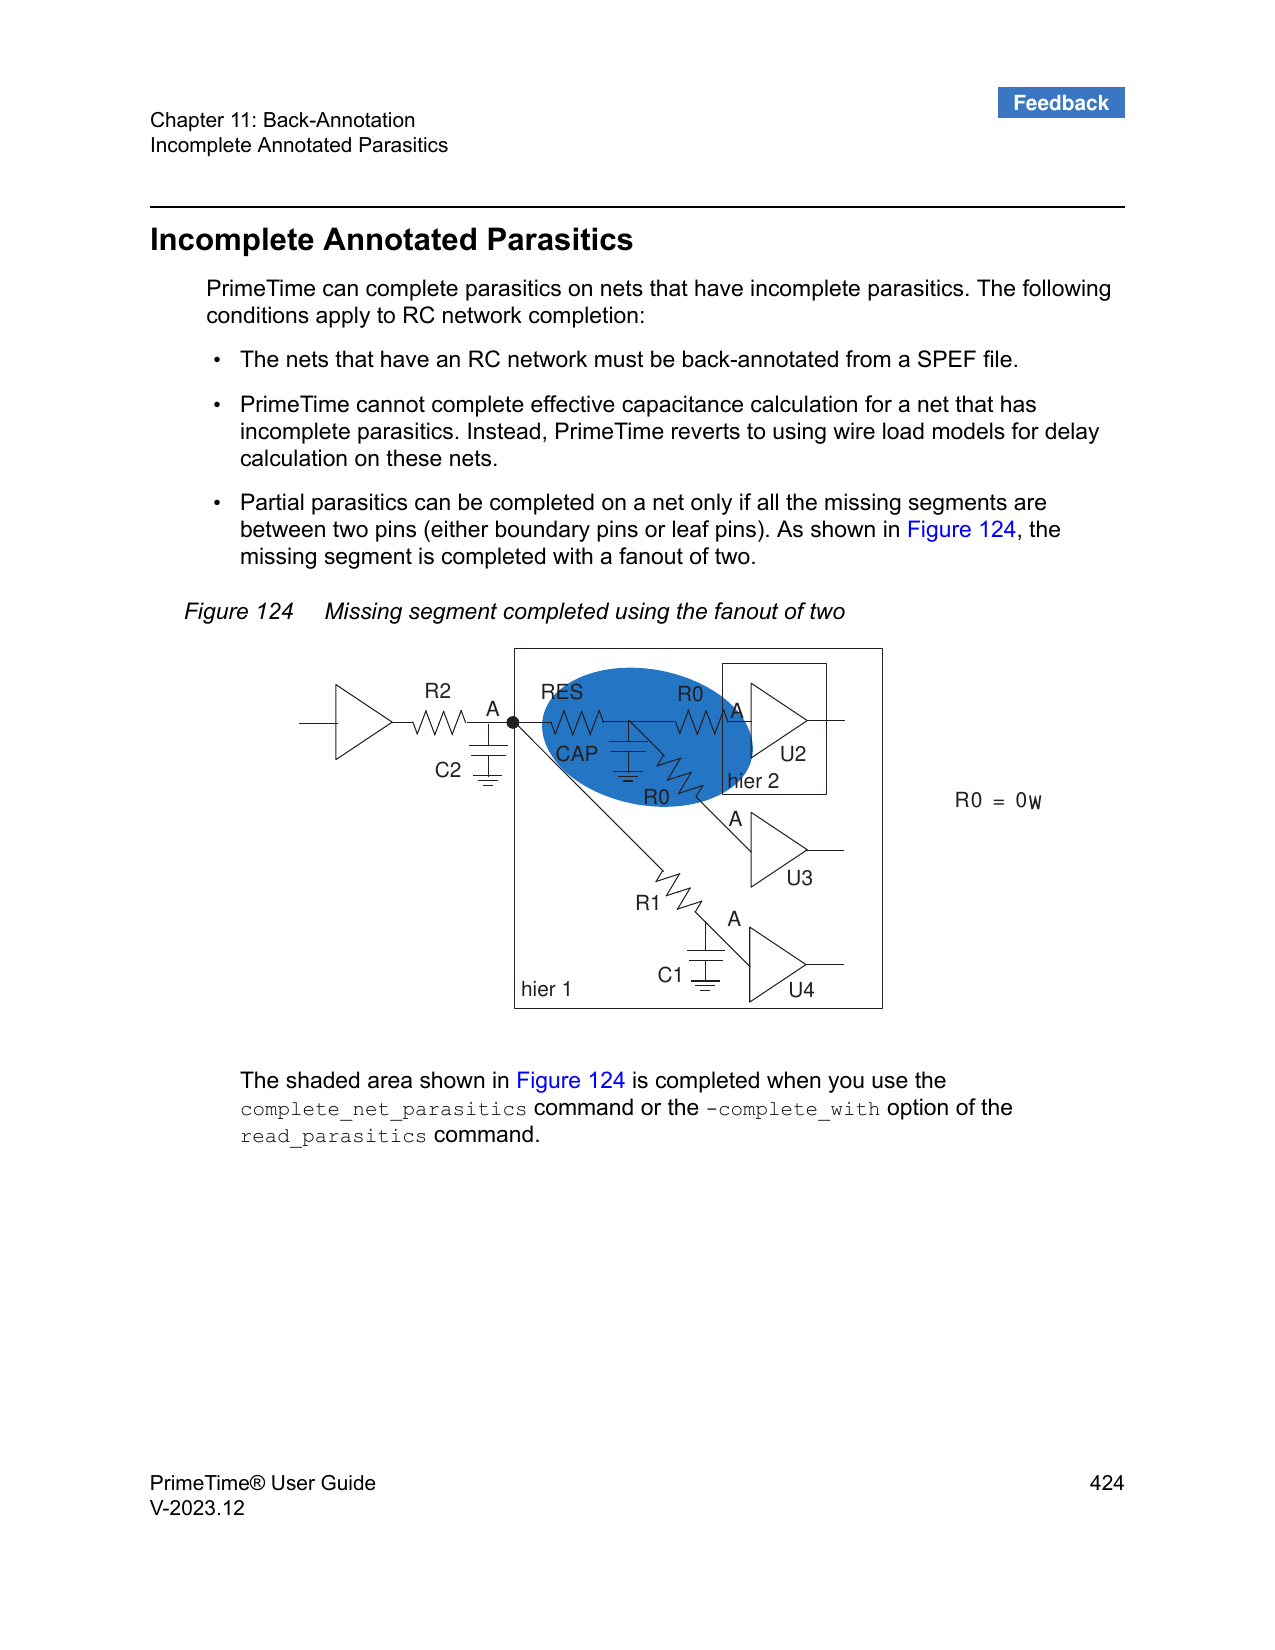 Feedback
Chapter 11: Back-Annotation
Incomplete Annotated Parasitics
Incomplete Annotated Parasitics
PrimeTime can complete parasitics on nets that have incomplete parasitics. The following
conditions apply to RC network completion:
• The nets that have an RC network must be back-annotated from a SPEF file.
• PrimeTime cannot complete effective capacitance calculation for a net that has
incomplete parasitics. Instead, PrimeTime reverts to using wire load models for delay
calculation on these nets.
• Partial parasitics can be completed on a net only if all the missing segments are
between two pins (either boundary pins or leaf pins). As shown in Figure 124, the
missing segment is completed with a fanout of two.
Figure 124 Missing segment completed using the fanout of two
R2
A
RES
R0
A
C2
CAP
U2
hier 2
R0
R0 = 0w
A
U3
R1
A
C1
hier 1
U4
The shaded area shown in Figure 124 is completed when you use the
complete_net_parasitics command or the -complete_with option of the
read_parasitics command.
PrimeTime® User Guide
424
V-2023.12